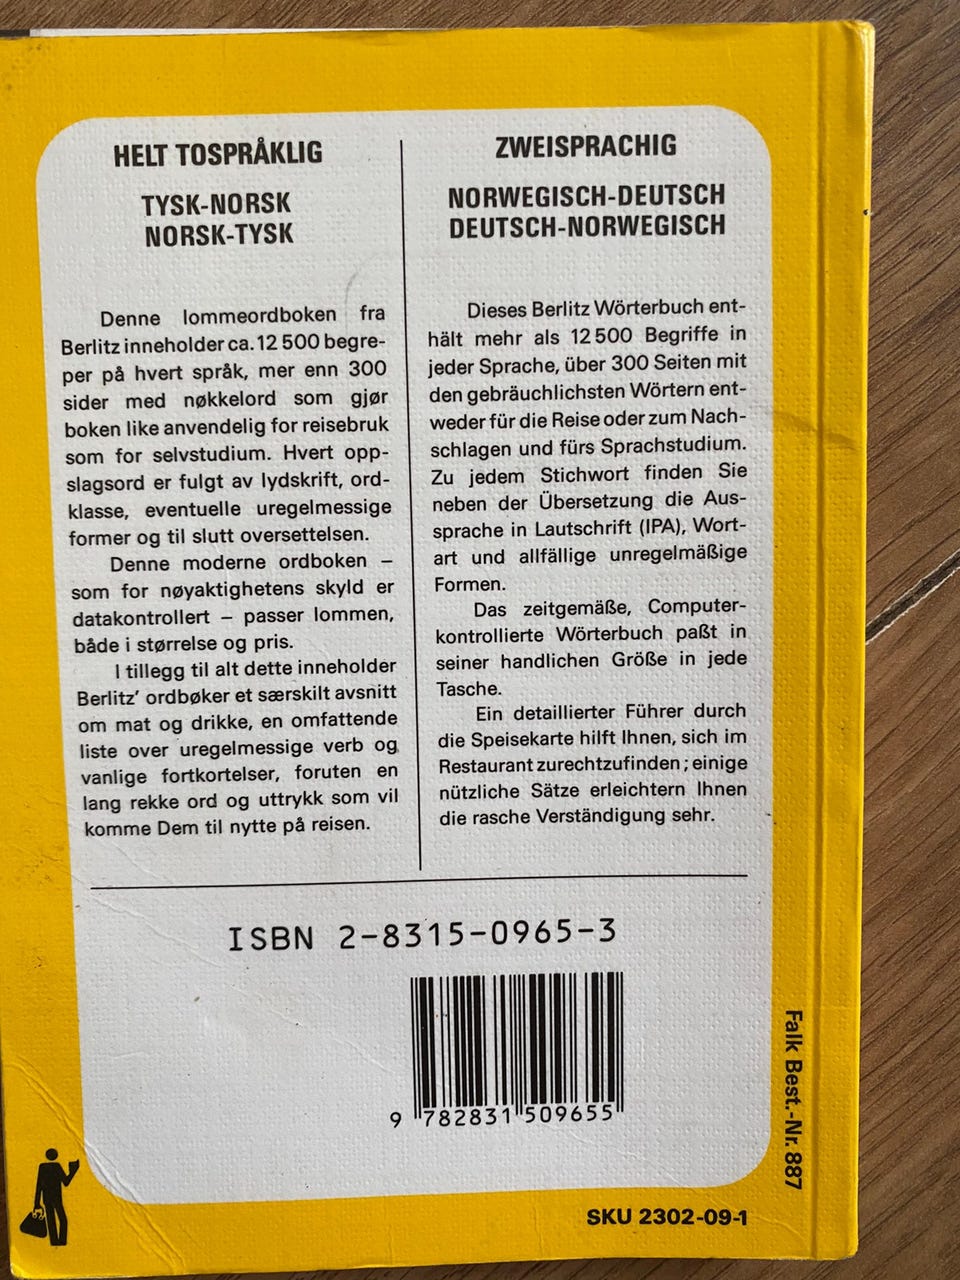 HELT TOSPRÅKLIG
TYSK-NORSK
NORSK-TYSK
Denne lommeordboken fra
Berlitz inneholder ca. 12 500 begre-
per på hvert språk, mer enn 300
sider med nøkkelord som gjør
boken like anvendelig for reisebruk
som for selvstudium. Hvert opp-
slagsord er fulgt av lydskrift, ord-
klasse, eventuelle uregelmessige
former og til slutt oversettelsen.
Denne moderne ordboken –
som for nøyaktighetens skyld er
datakontrollert – passer lommen,
både i størrelse og pris.
I tillegg til alt dette inneholder
Berlitz’ ordbøker et særskilt avsnitt
om mat og drikke, en omfattende
liste over uregelmessige verb og
vanlige fortkortelser, foruten en
lang rekke ord og uttrykk som vil
komme Dem til nytte på reisen.
ZWEISPRACHIG
NORWEGISCH-DEUTSCH
DEUTSCH-NORWEGISCH
Dieses Berlitz Wörterbuch ent-
hält mehr als 12 500 Begriffe in
jeder Sprache, über 300 Seiten mit
den gebräuchlichsten Wörtern ent-
weder für die Reise oder zum Nach-
schlagen und fürs Sprachstudium.
Zu jedem Stichwort finden Sie
neben der Übersetzung die Aus-
sprache in Lautschrift (IPA), Wort-
art und allfällige unregelmäßige
Formen.
Das zeitgemäße, Computer-
kontrollierte Wörterbuch paßt in
seiner handlichen Größe in jede
Tasche.
Ein detaillierter Führer durch
die Speisekarte hilft Ihnen, sich im
Restaurant zurechtzufinden; einige
nützliche Sätze erleichtern Ihnen
die rasche Verständigung sehr.
ISBN 2-8315-0965-3
9 782831 509655
Falk Best.-Nr. 887
SKU 2302-09-1